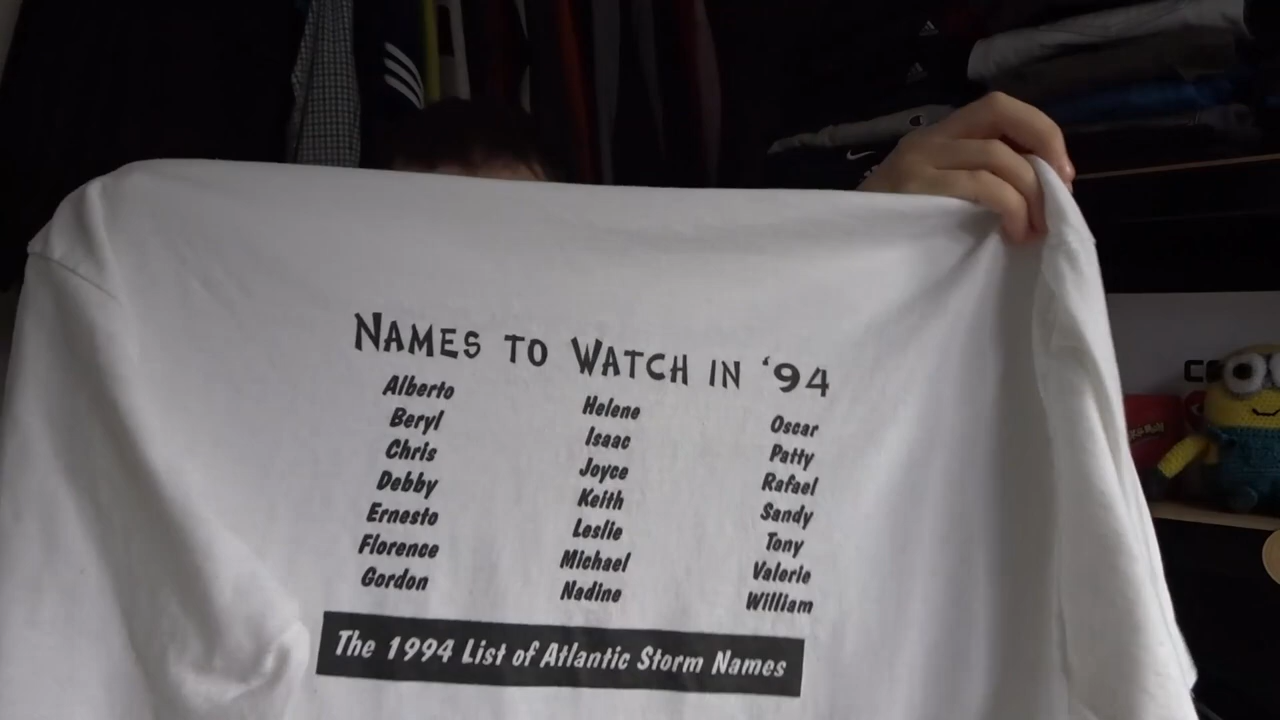 NAMES TO WATCH IN '94
Alberto
Beryl
Chris
Debby
Ernesto
Florence
Gordon
Helene
Isaac
Joyce
Keith
Leslie
Michael
Nadine
Oscar
Patty
Rafael
Sandy
Tony
Valerie
William
The 1994 List of Atlantic Storm Names